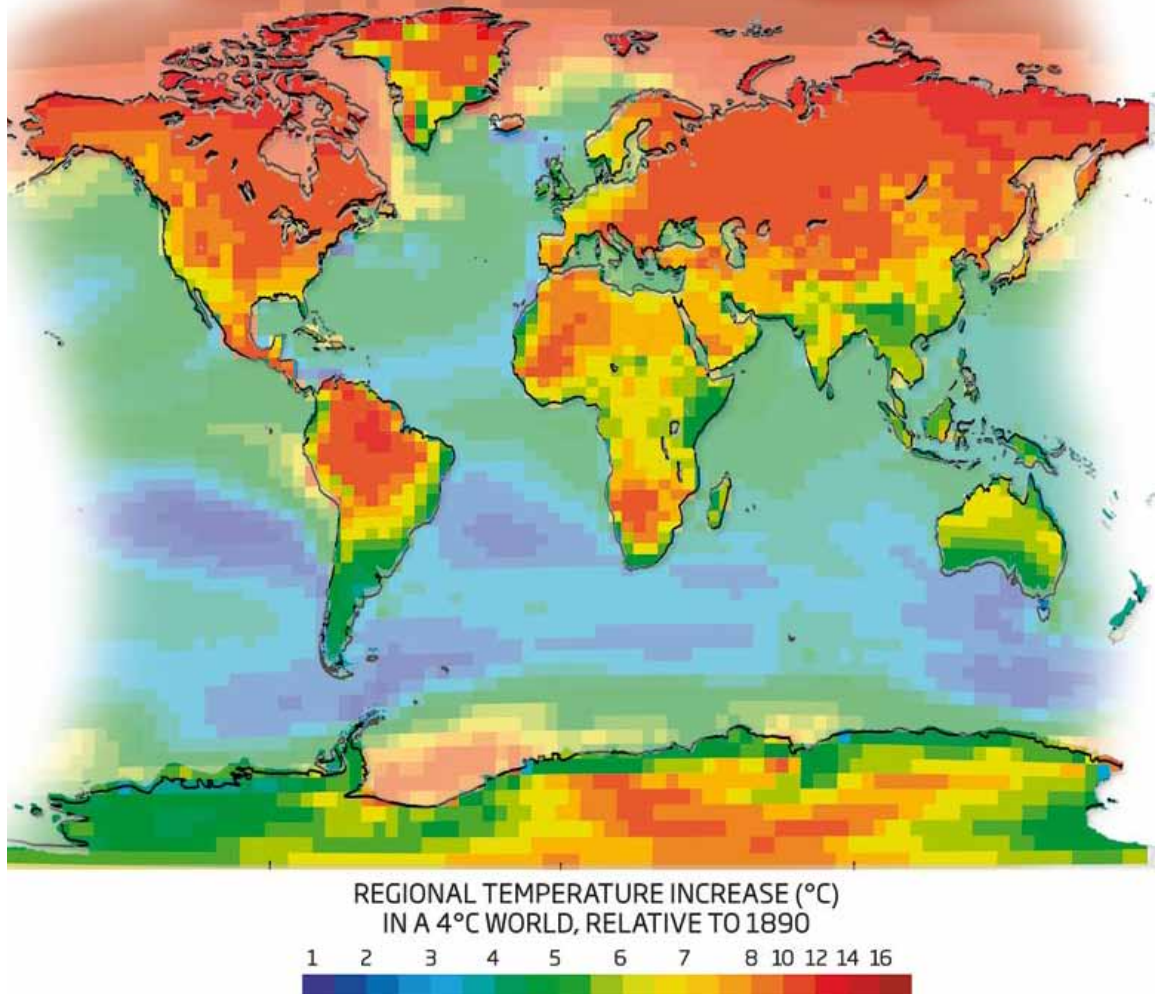 REGIONAL TEMPERATURE INCREASE (°C)
IN A 4°C WORLD, RELATIVE TO 1890
1 2 3 4 5 6 7 8 10 12 14 16